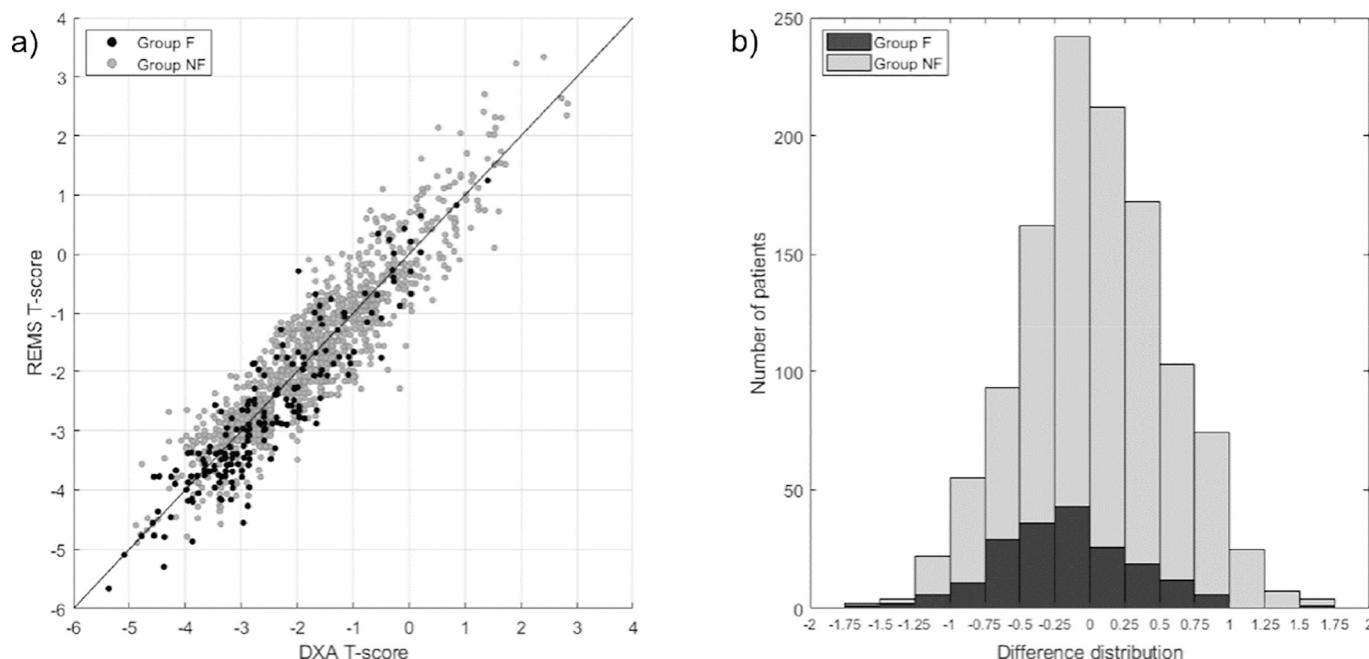 a)
Group F
Group NF
4
3
2
1
0
-1
-2
-3
-4
-5
-6
REMS T-score
-6 -5 -4 -3 -2 -1 0 1 2 3 4
DXA T-score
b)
Group F
Group NF
250
200
150
100
50
0
Number of patients
-2 -1.75 -1.5 -1.25 -1 -0.75 -0.5 -0.25 0 0.25 0.5 0.75 1 1.25 1.5 1.75 2
Difference distribution